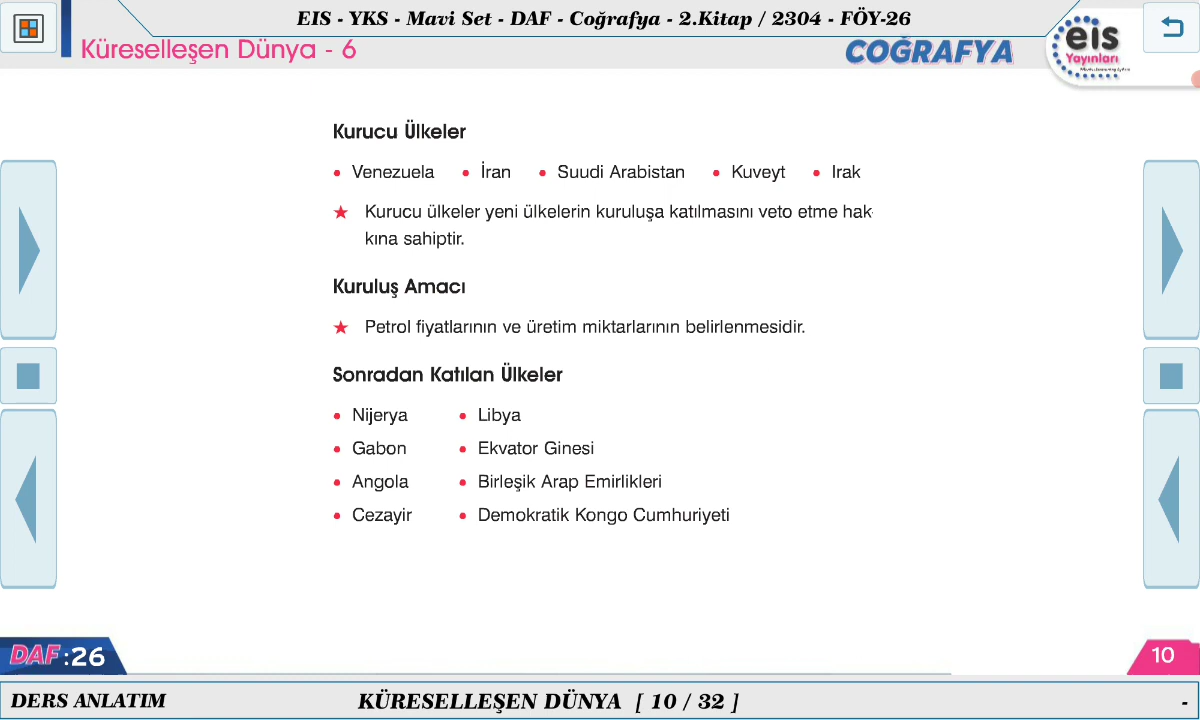 EIS - YKS - Mavi Set - DAF - Coğrafya - 2.Kitap / 2304 - FÖY-26
Küreselleşen Dünya - 6
COĞRAFYA
eis
Yayınları
Kurucu Ülkeler
• Venezuela • İran • Suudi Arabistan • Kuveyt • Irak
★ Kurucu ülkeler yeni ülkelerin kuruluşa katılmasını veto etme hak-
kına sahiptir.
Kuruluş Amacı
★ Petrol fiyatlarının ve üretim miktarlarının belirlenmesidir.
Sonradan Katılan Ülkeler
• Nijerya • Libya
• Gabon • Ekvator Ginesi
• Angola • Birleşik Arap Emirlikleri
• Cezayir • Demokratik Kongo Cumhuriyeti
DAF :26
10
DERS ANLATIM KÜRESELLEŞEN DÜNYA [ 10 / 32 ] -